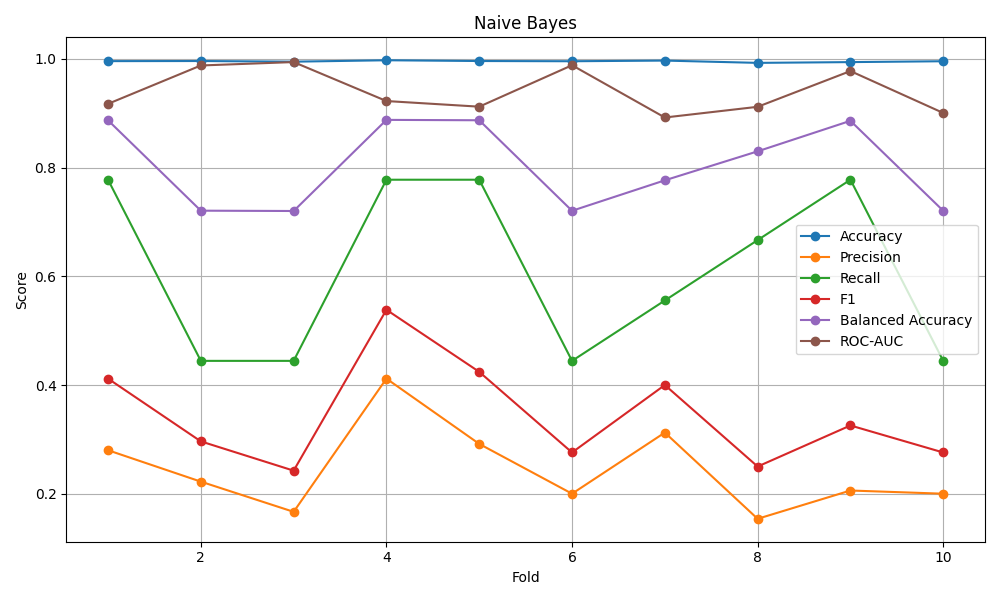 Naive Bayes
1.0
0.8
0.6
0.4
0.2
Score
2 4 6 8 10
Fold
Accuracy
Precision
Recall
F1
Balanced Accuracy
ROC-AUC